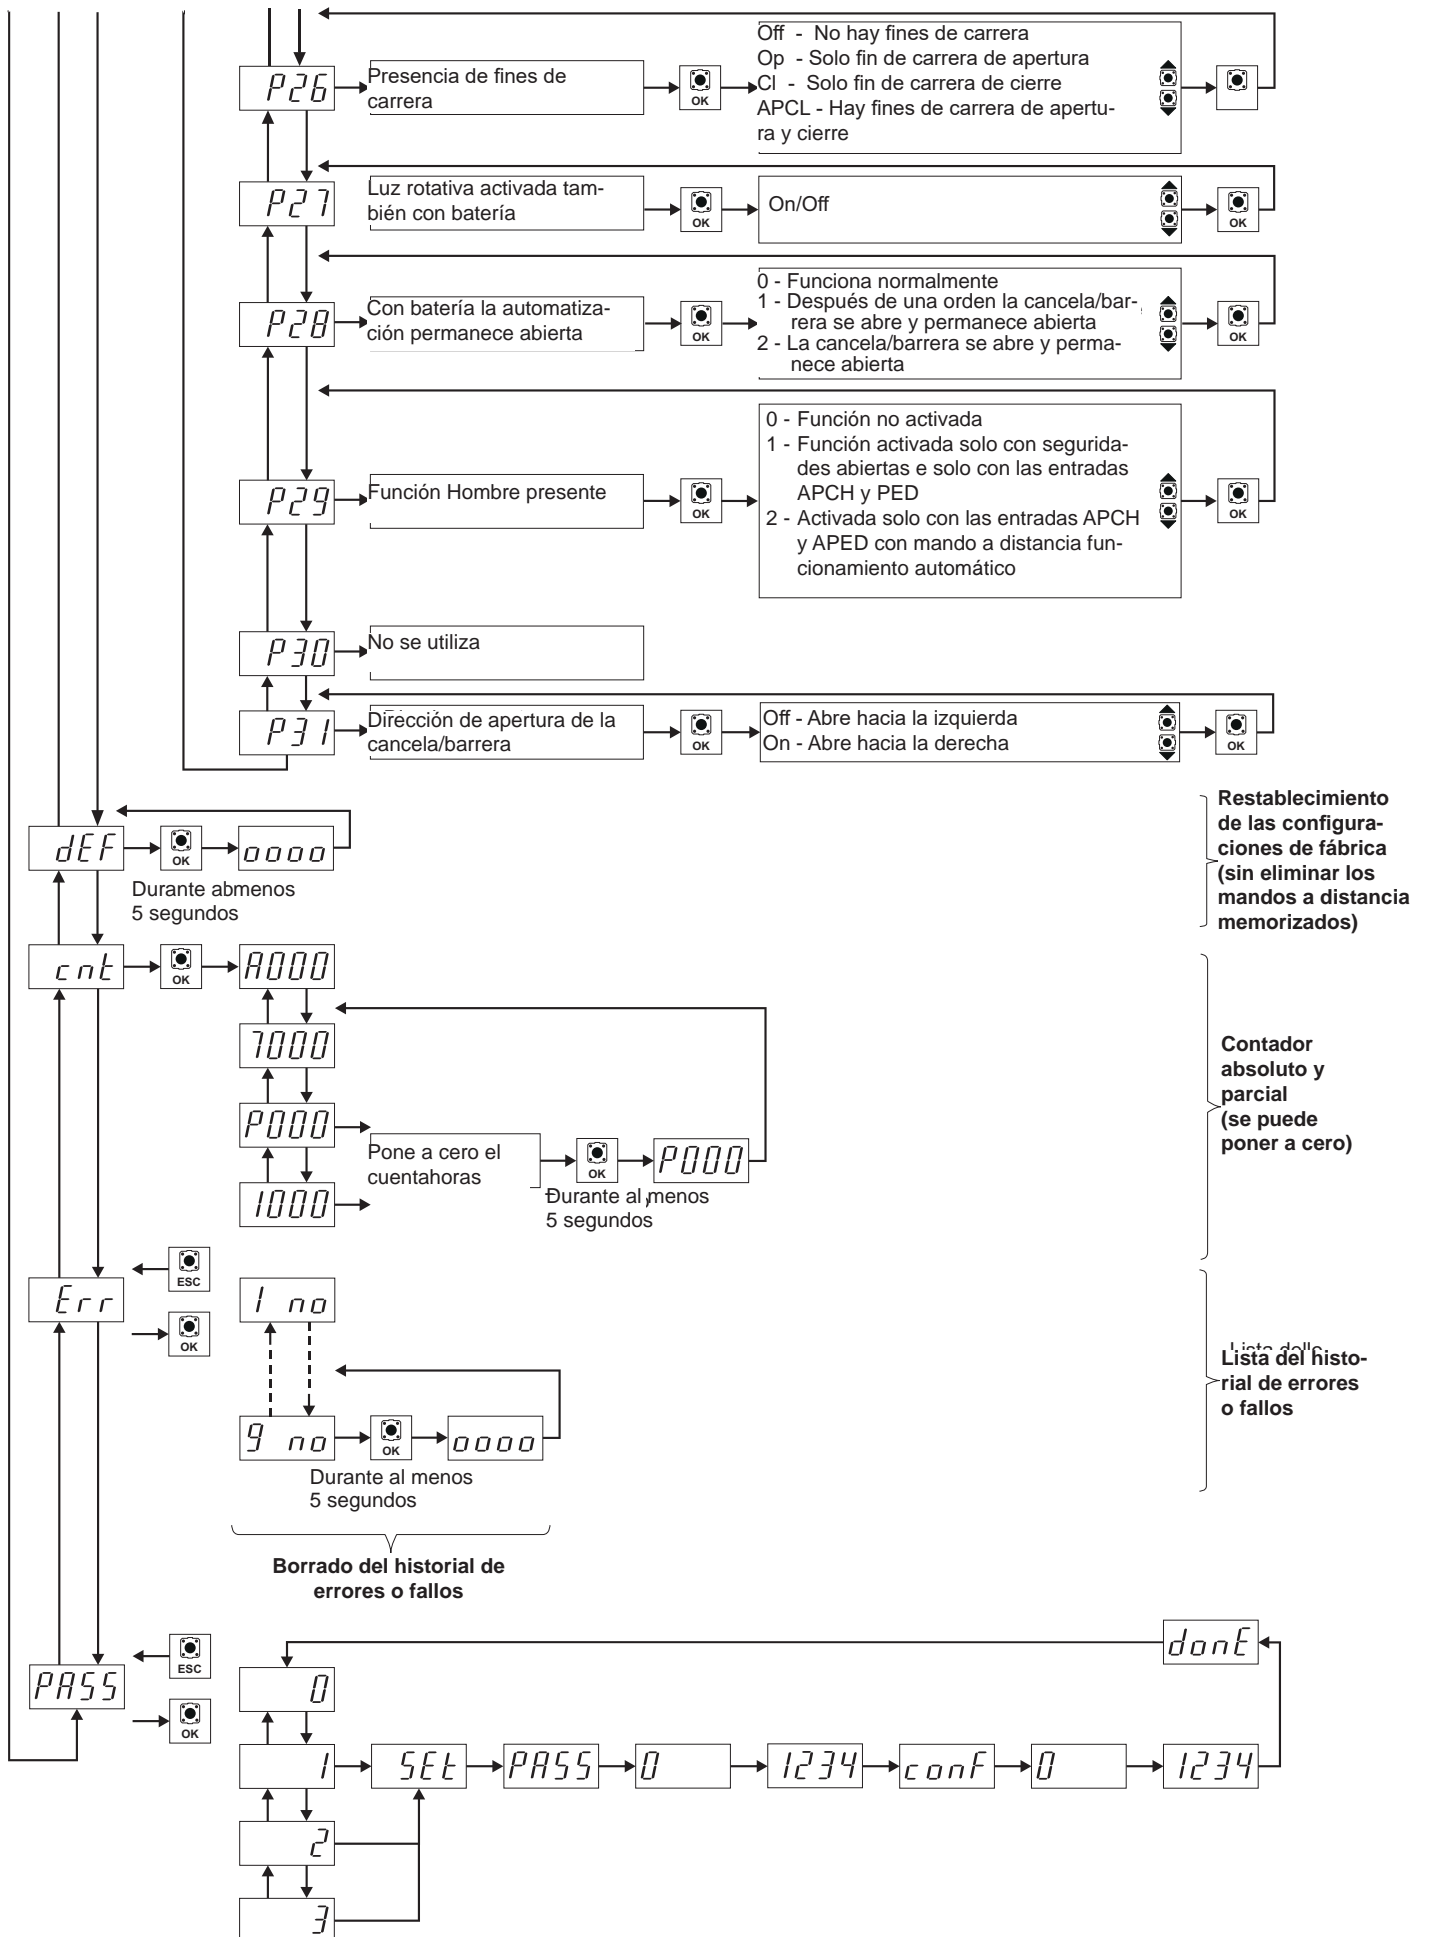 P26
Presencia de fines de
carrera
OK
Off - No hay fines de carrera
Op - Solo fin de carrera de apertura
Cl - Solo fin de carrera de cierre
APCL - Hay fines de carrera de apertu-
ra y cierre
P27
Luz rotativa activada tam-
bién con batería
OK
On/Off
OK
P28
Con batería la automatiza-
ción permanece abierta
OK
0 - Funciona normalmente
1 - Después de una orden la cancela/bar-
rera se abre y permanece abierta
2 - La cancela/barrera se abre y perma-
nece abierta
OK
P29
Función Hombre presente
OK
0 - Función no activada
1 - Función activada solo con segurida-
des abiertas e solo con las entradas
APCH y PED
2 - Activada solo con las entradas APCH
y APED con mando a distancia fun-
cionamiento automático
OK
P30
No se utiliza
P31
Dirección de apertura de la
cancela/barrera
OK
Off - Abre hacia la izquierda
On - Abre hacia la derecha
OK
dEF
OK
oooo
Durante abmenos
5 segundos
Restablecimiento
de las configura-
ciones de fábrica
(sin eliminar los
mandos a distancia
memorizados)
cnt
OK
A000
7000
P000
1000
Pone a cero el
cuentahoras
OK
P000
Durante al menos
5 segundos
Contador
absoluto y
parcial
(se puede
poner a cero)
Err
ESC
OK
1 no
9 no
OK
oooo
Durante al menos
5 segundos
Lista del histo-
rial de errores
o fallos
Borrado del historial de
errores o fallos
PASS
ESC
OK
donE
0
1
SEt
PASS
0
1234
conF
0
1234
2
3